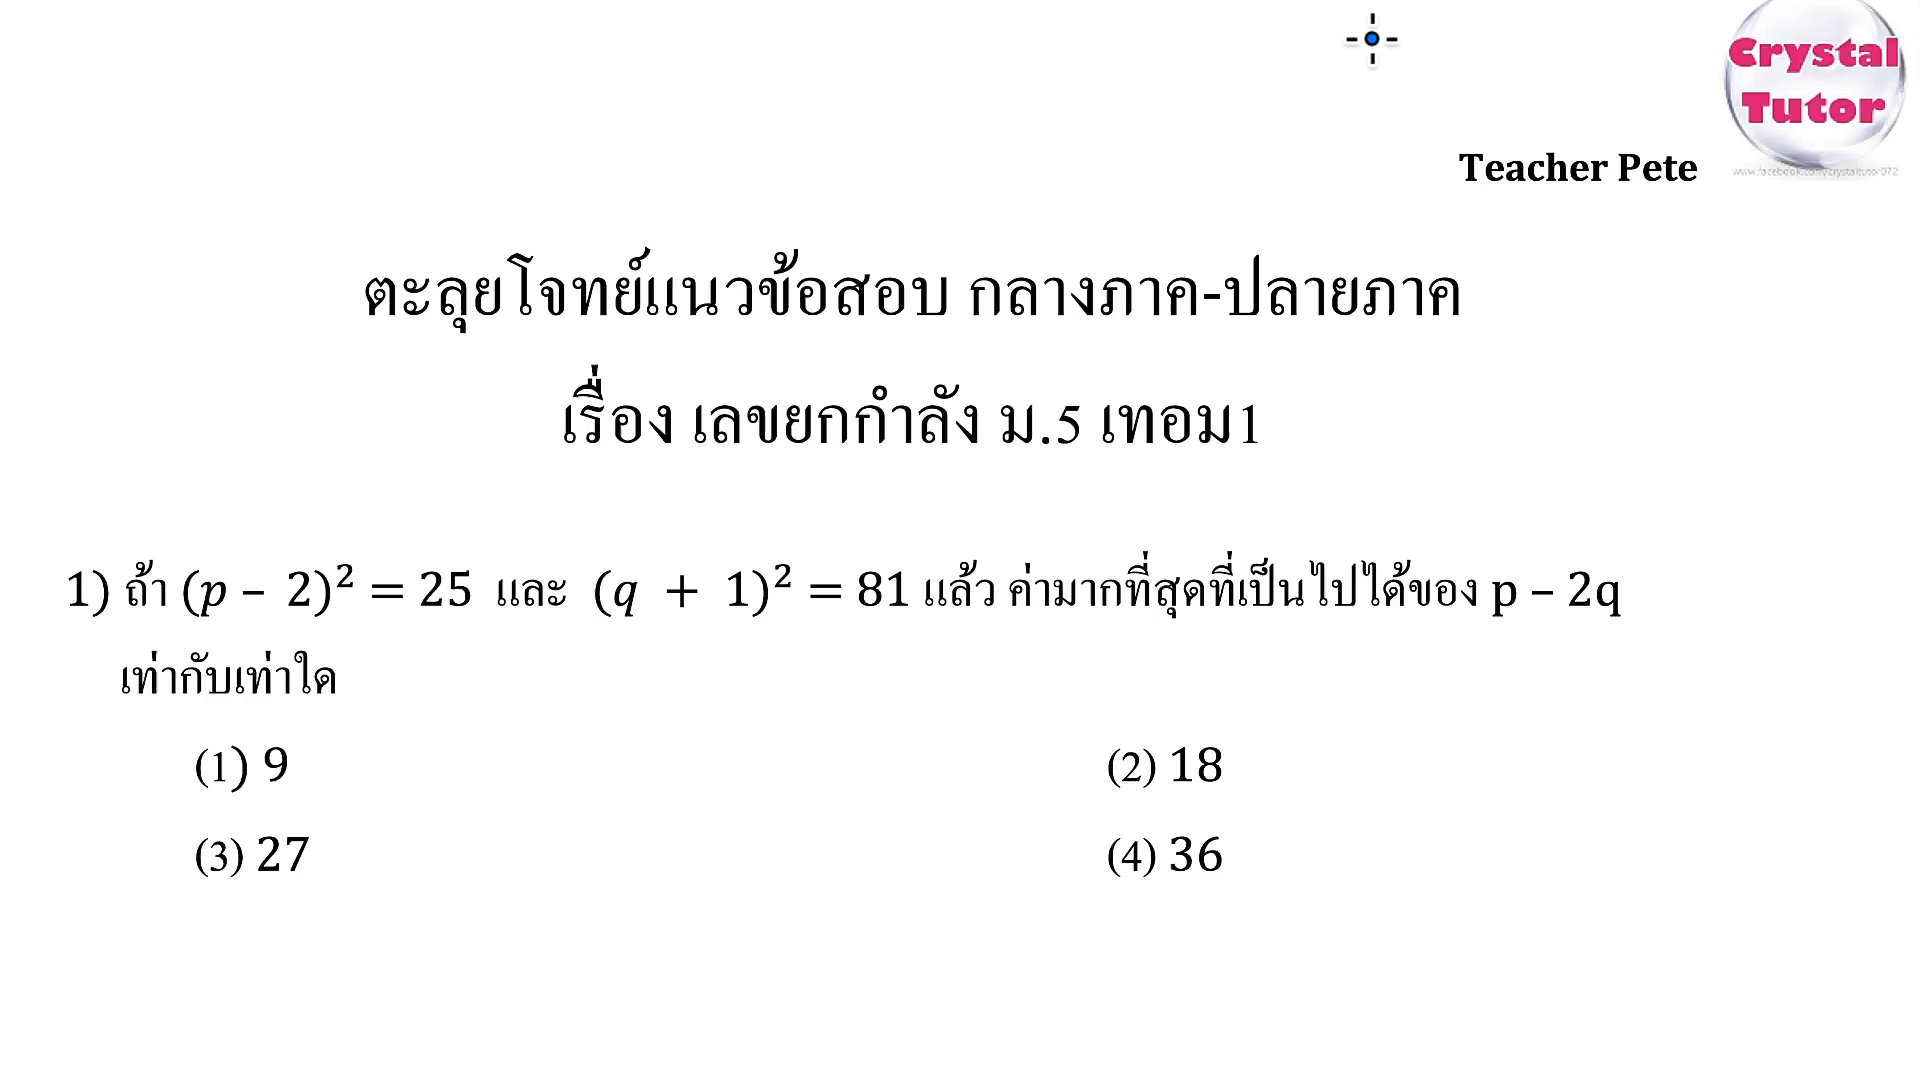 Crystal
Tutor
www.facebook.com/crystaltutor072
Teacher Pete
ตะลุยโจทย์แนวข้อสอบ กลางภาค-ปลายภาค
เรื่อง เลขยกกำลัง ม.5 เทอม1
1) ถ้า (p – 2)² = 25 และ (q + 1)² = 81 แล้ว ค่ามากที่สุดที่เป็นไปได้ของ p – 2q
เท่ากับเท่าใด
(1) 9 (2) 18
(3) 27 (4) 36